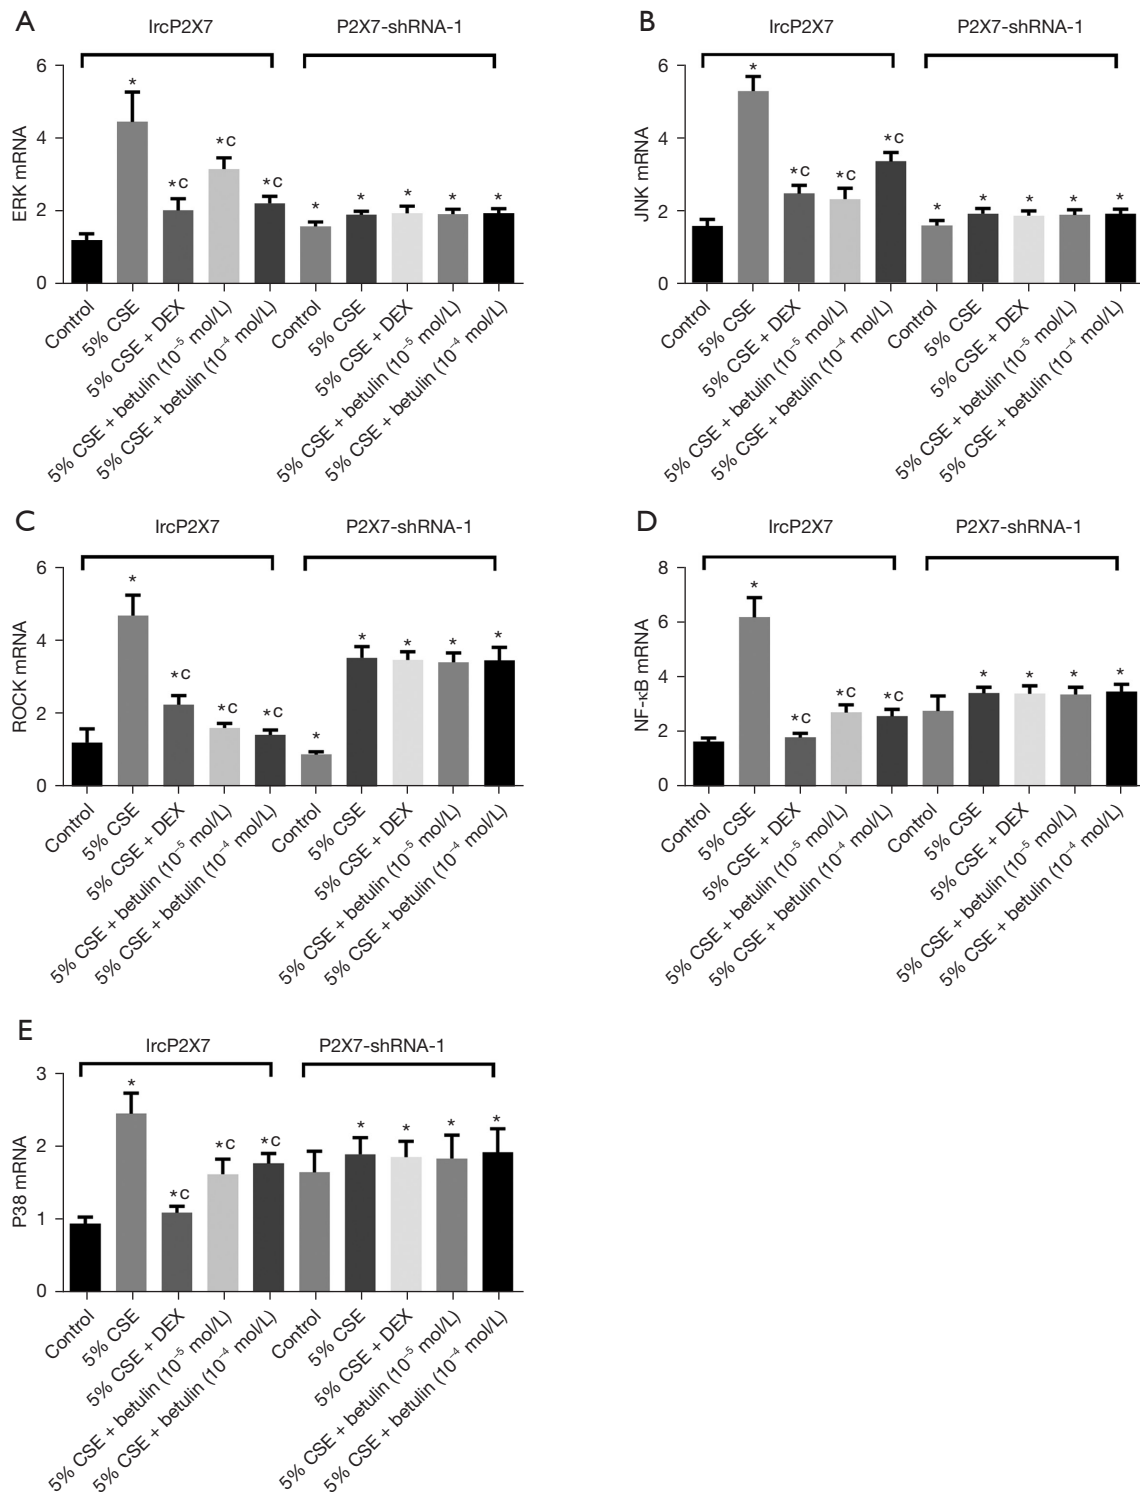 A
IrcP2X7
P2X7-shRNA-1
6
4
2
0
ERK mRNA
*
*c
*c
*c
*
*
*
*
*
Control
5% CSE
5% CSE + DEX
5% CSE + betulin (10⁻⁵ mol/L)
5% CSE + betulin (10⁻⁴ mol/L)
Control
5% CSE
5% CSE + DEX
5% CSE + betulin (10⁻⁵ mol/L)
5% CSE + betulin (10⁻⁴ mol/L)
B
IrcP2X7
P2X7-shRNA-1
6
4
2
0
JNK mRNA
*
*c
*c
*c
*
*
*
*
*
Control
5% CSE
5% CSE + DEX
5% CSE + betulin (10⁻⁵ mol/L)
5% CSE + betulin (10⁻⁴ mol/L)
Control
5% CSE
5% CSE + DEX
5% CSE + betulin (10⁻⁵ mol/L)
5% CSE + betulin (10⁻⁴ mol/L)
C
IrcP2X7
P2X7-shRNA-1
6
4
2
0
ROCK mRNA
*
*c
*c
*c
*
*
*
*
*
Control
5% CSE
5% CSE + DEX
5% CSE + betulin (10⁻⁵ mol/L)
5% CSE + betulin (10⁻⁴ mol/L)
Control
5% CSE
5% CSE + DEX
5% CSE + betulin (10⁻⁵ mol/L)
5% CSE + betulin (10⁻⁴ mol/L)
D
IrcP2X7
P2X7-shRNA-1
8
6
4
2
0
NF-κB mRNA
*
*c
*c
*c
*
*
*
*
Control
5% CSE
5% CSE + DEX
5% CSE + betulin (10⁻⁵ mol/L)
5% CSE + betulin (10⁻⁴ mol/L)
Control
5% CSE
5% CSE + DEX
5% CSE + betulin (10⁻⁵ mol/L)
5% CSE + betulin (10⁻⁴ mol/L)
E
IrcP2X7
P2X7-shRNA-1
3
2
1
0
P38 mRNA
*
*c
*c
*c
*
*
*
*
Control
5% CSE
5% CSE + DEX
5% CSE + betulin (10⁻⁵ mol/L)
5% CSE + betulin (10⁻⁴ mol/L)
Control
5% CSE
5% CSE + DEX
5% CSE + betulin (10⁻⁵ mol/L)
5% CSE + betulin (10⁻⁴ mol/L)